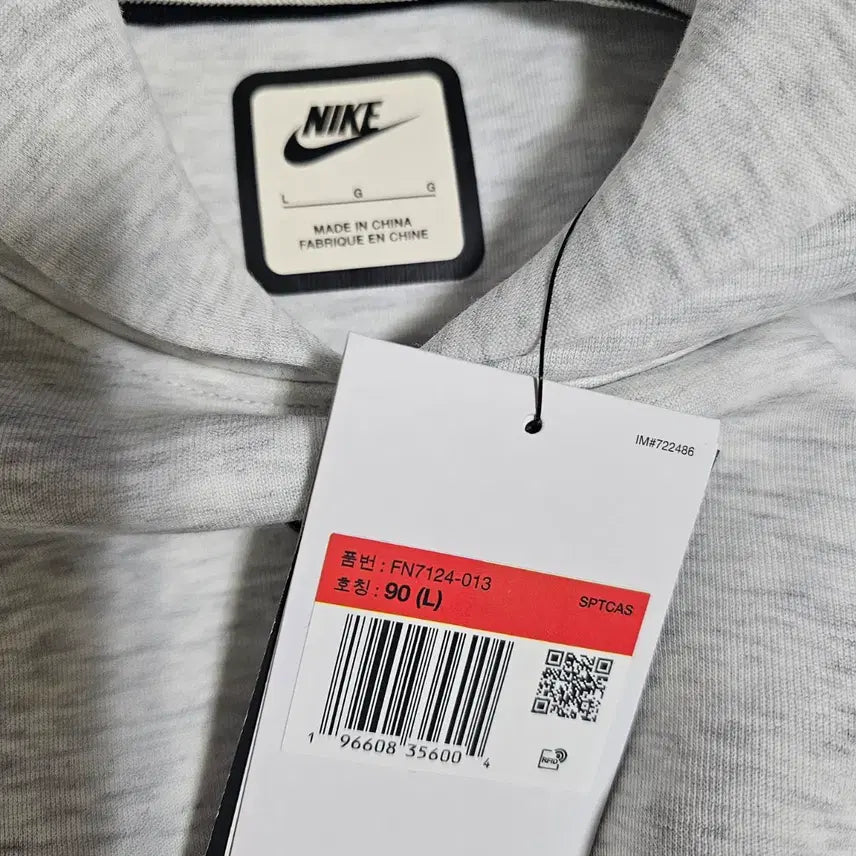 NIKE
L G G
MADE IN CHINA
FABRIQUE EN CHINE
IM#722486
품번 : FN7124-013
호칭 : 90 (L)
SPTCAS
1 96608 35600 4
RFID